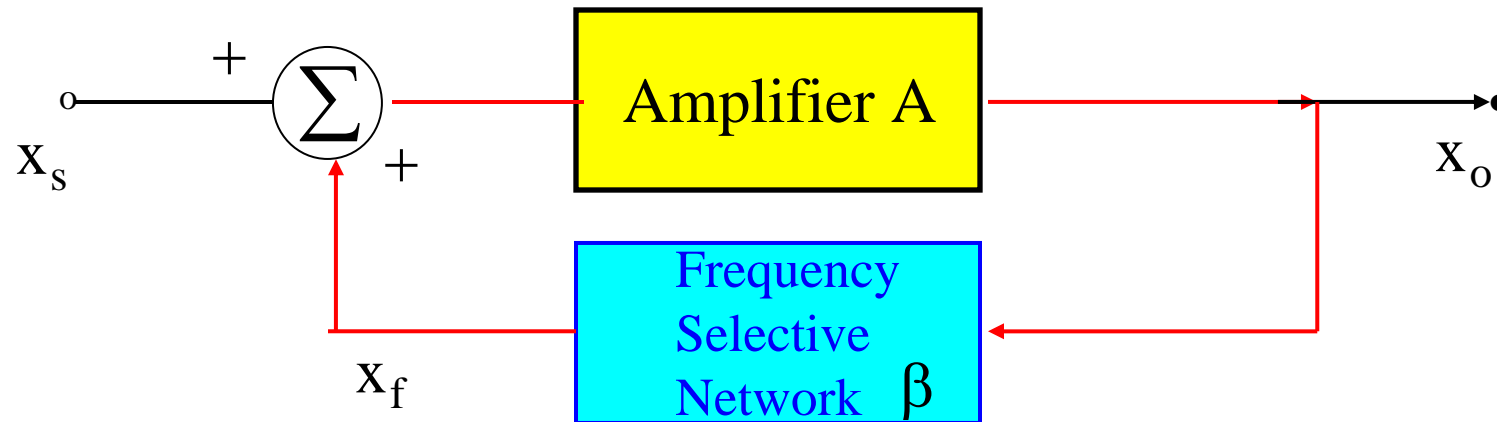 +
Σ
Amplifier A
x_s
+
x_o
Frequency
Selective
Network β
x_f